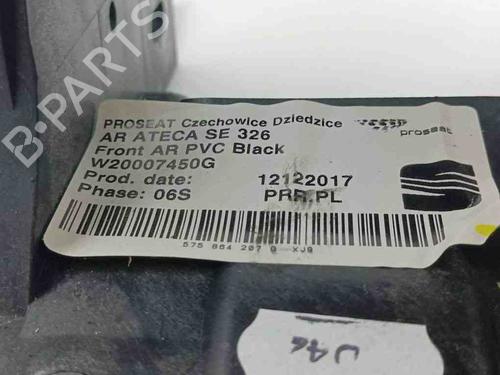 B-PARTS
PROSEAT Czechowice Dziedzice
proseat
AR ATECA SE 326
Front AR PVC Black
W20007450G
Prod. date: 12122017
Phase: 06S PRR.PL
575 864 207 G XJG